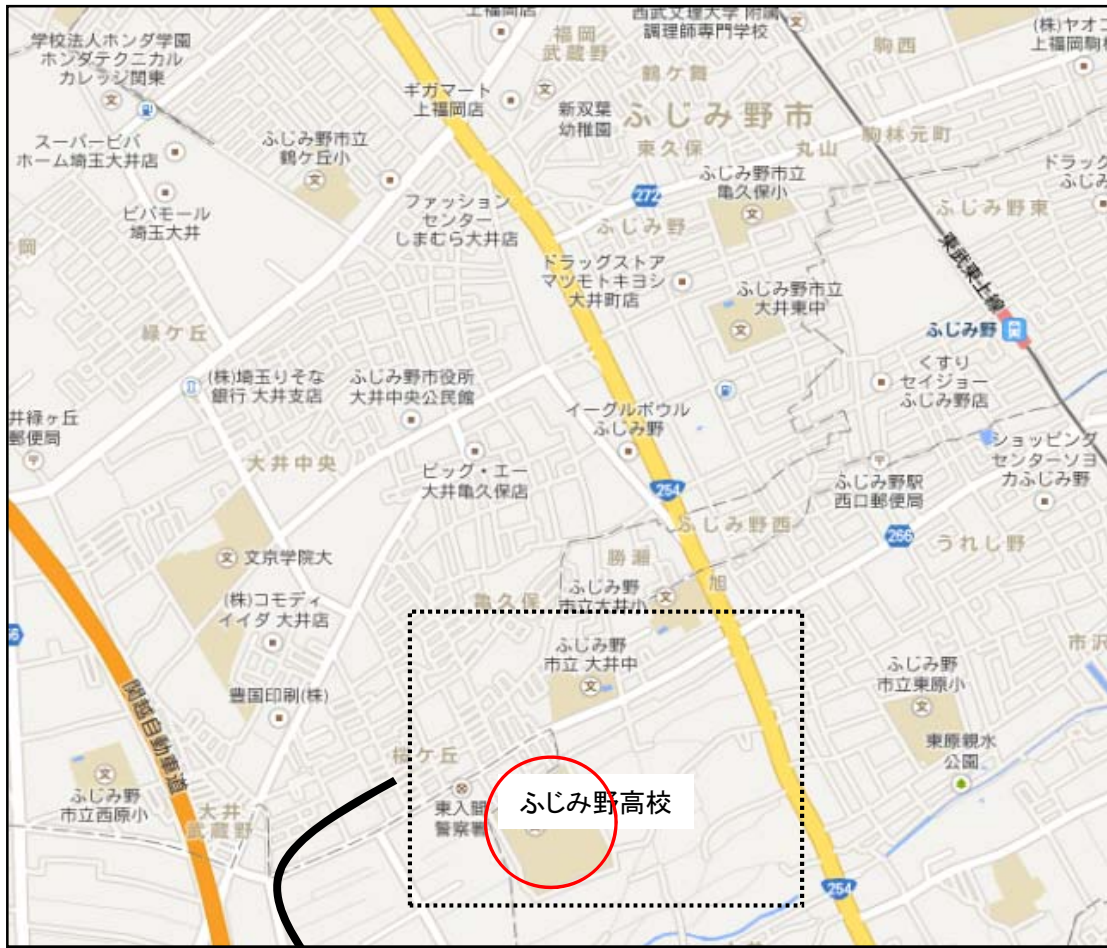 上福岡店
西武文理大学 附属
調理師専門学校
(株)ヤオコ
上福岡駒林
学校法人ホンダ学園
ホンダテクニカル
カレッジ関東
福岡
武蔵野
駒西
鶴ケ舞
ギガマート
上福岡店
新双葉
幼稚園
ふじみ野市
東久保
丸山
駒林元町
スーパービバ
ホーム埼玉大井店
ふじみ野市立
鶴ケ丘小
ふじみ野市立
亀久保小
ドラッグ
ふじみ
272
ビバモール
埼玉大井
ファッション
センター
しまむら大井店
ふじみ野
ふじみ野東
岡
ドラッグストア
マツモトキヨシ
大井町店
東武東上線
ふじみ野市立
大井東中
緑ケ丘
ふじみ野
(株)埼玉りそな
銀行 大井支店
ふじみ野市役所
大井中央公民館
くすり
セイジョー
ふじみ野店
イーグルボウル
ふじみ野
井緑ヶ丘
郵便局
大井中央
ビッグ・エー
大井亀久保店
ショッピング
センターソヨ
カふじみ野
254
ふじみ野駅
西口郵便局
ふじみ野西
266
うれし野
文京学院大
勝瀬
旭
(株)コモディ
イイダ 大井店
亀久保
ふじみ野
市立大井小
ふじみ野
市立 大井中
ふじみ野
市立東原小
市沢
豊国印刷(株)
関越自動車道
東原親水
公園
桜ケ丘
ふじみ野
市立西原小
大井
武蔵野
東入間
警察署
ふじみ野高校
254